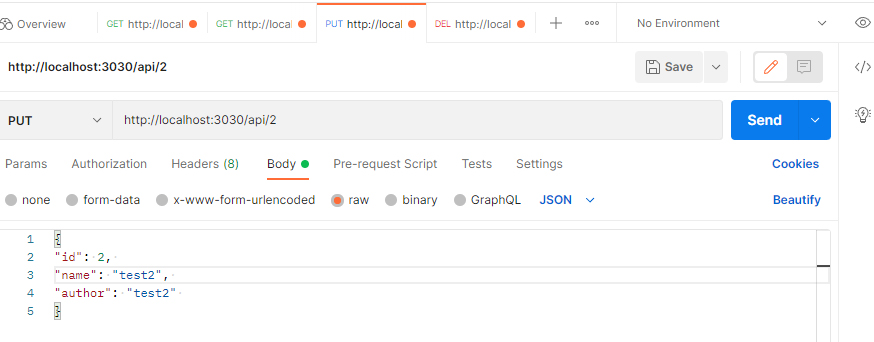 Overview GET http://local GET http://local PUT http://local DEL http://local No Environment
http://localhost:3030/api/2 Save
PUT http://localhost:3030/api/2 Send
Params Authorization Headers (8) Body Pre-request Script Tests Settings Cookies
none form-data x-www-form-urlencoded raw binary GraphQL JSON Beautify
1 {
2 "id": 2,
3 "name": "test2",
4 "author": "test2"
5 }